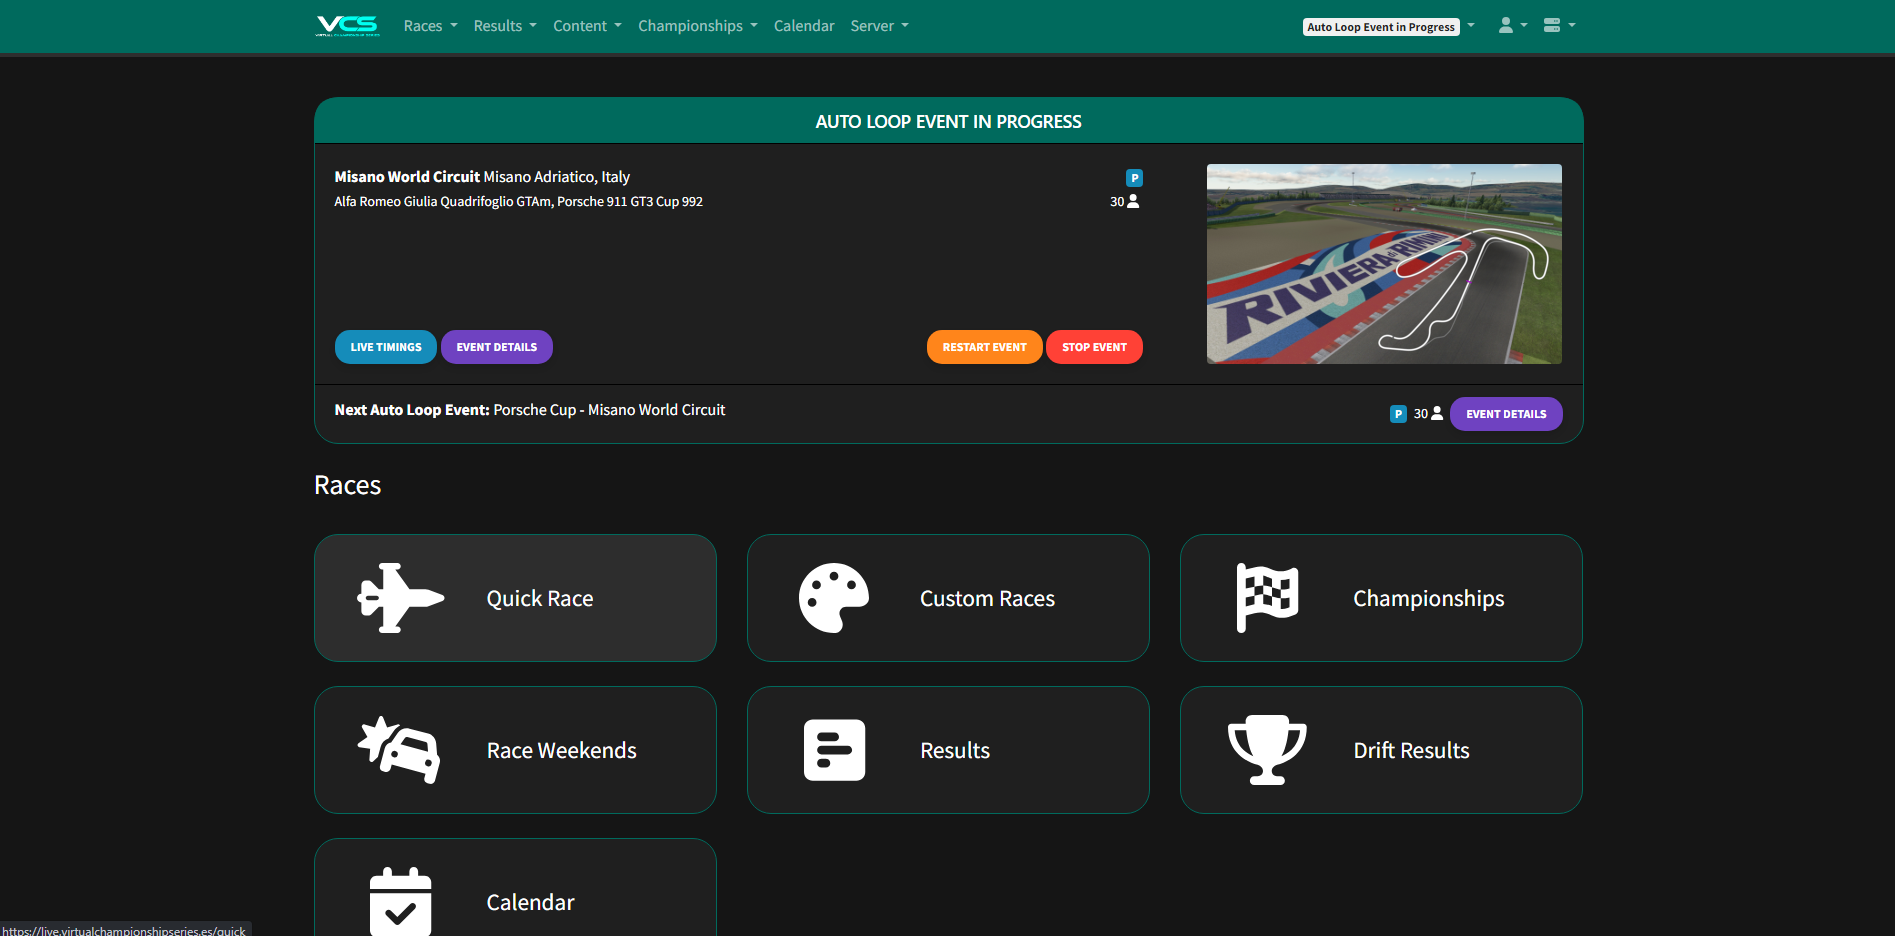 VCS
VIRTUAL CHAMPIONSHIP SERIES
Races
Results
Content
Championships
Calendar
Server
Auto Loop Event in Progress
AUTO LOOP EVENT IN PROGRESS
Misano World Circuit Misano Adriatico, Italy
P
Alfa Romeo Giulia Quadrifoglio GTAm, Porsche 911 GT3 Cup 992
30
RIVIERA DI RIMINI
LIVE TIMINGS
EVENT DETAILS
RESTART EVENT
STOP EVENT
Next Auto Loop Event: Porsche Cup - Misano World Circuit
P 30
EVENT DETAILS
Races
Quick Race
Custom Races
Championships
Race Weekends
Results
Drift Results
Calendar
https://live.virtualchampionshipseries.es/quick